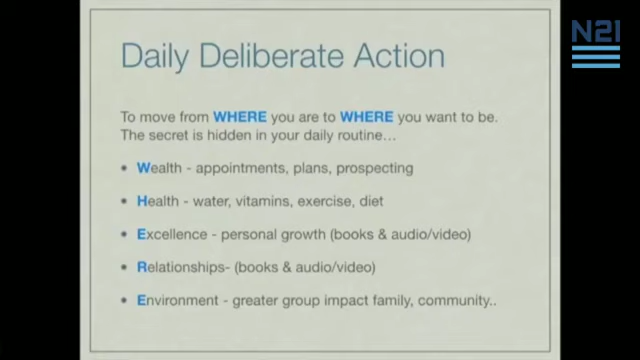 N21
Daily Deliberate Action
To move from WHERE you are to WHERE you want to be.
The secret is hidden in your daily routine...
• Wealth - appointments, plans, prospecting
• Health - water, vitamins, exercise, diet
• Excellence - personal growth (books & audio/video)
• Relationships- (books & audio/video)
• Environment - greater group impact family, community..